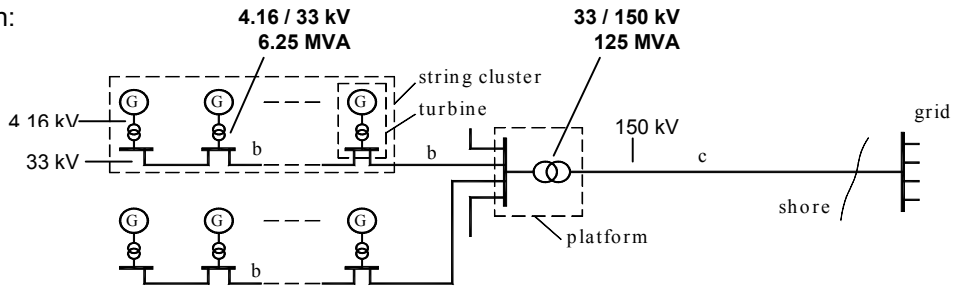 n:
4.16 / 33 kV
6.25 MVA
33 / 150 kV
125 MVA
string cluster
turbine
G
G
G
4 16 kV
33 kV
b
b
150 kV
c
grid
shore
platform
G
G
G
b